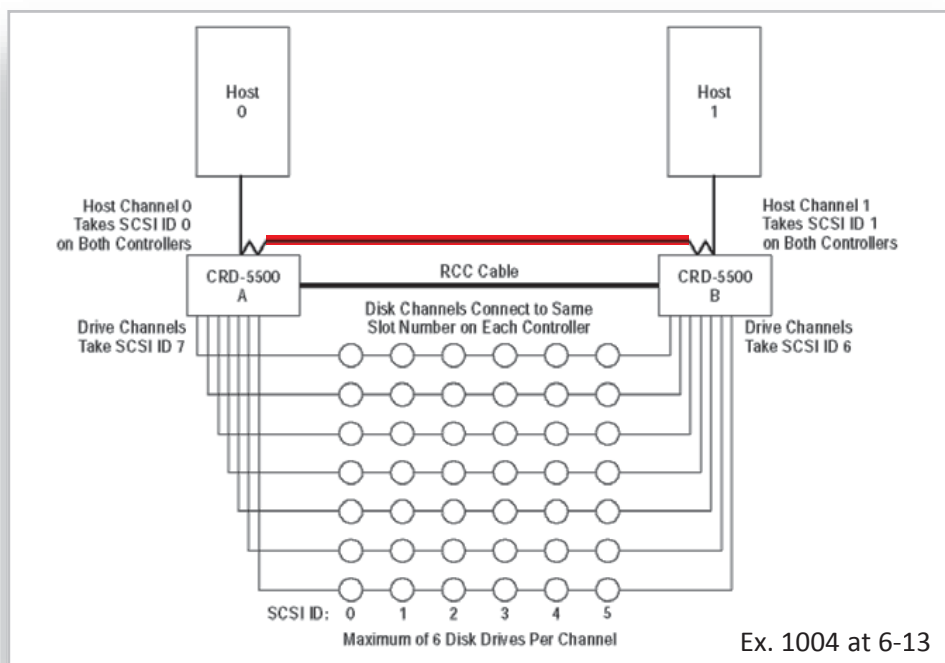 Host
0
Host
1
Host Channel 0
Takes SCSI ID 0
on Both Controllers
Host Channel 1
Takes SCSI ID 1
on Both Controllers
CRD-5500
A
RCC Cable
CRD-5500
B
Disk Channels Connect to Same
Slot Number on Each Controller
Drive Channels
Take SCSI ID 7
Drive Channels
Take SCSI ID 6
SCSI ID: 0 1 2 3 4 5
Maximum of 6 Disk Drives Per Channel
Ex. 1004 at 6-13